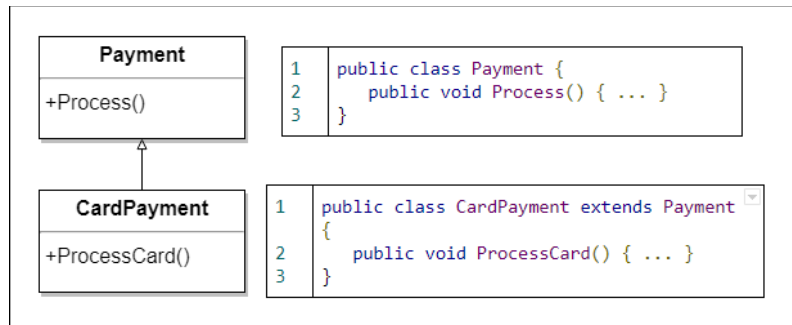 Payment
+Process()
1 public class Payment {
2 public void Process() { ... }
3 }
CardPayment
+ProcessCard()
1 public class CardPayment extends Payment
{
2 public void ProcessCard() { ... }
3 }